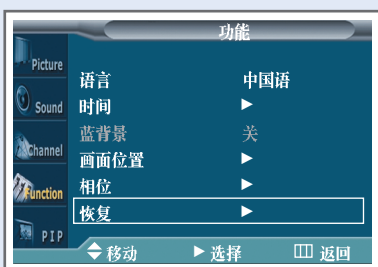 功能
Picture
Sound
Channel
Function
PIP
语言 中国语
时间 ▶
蓝背景 关
画面位置 ▶
相位 ▶
恢复 ▶
移动 ▶ 选择 返回